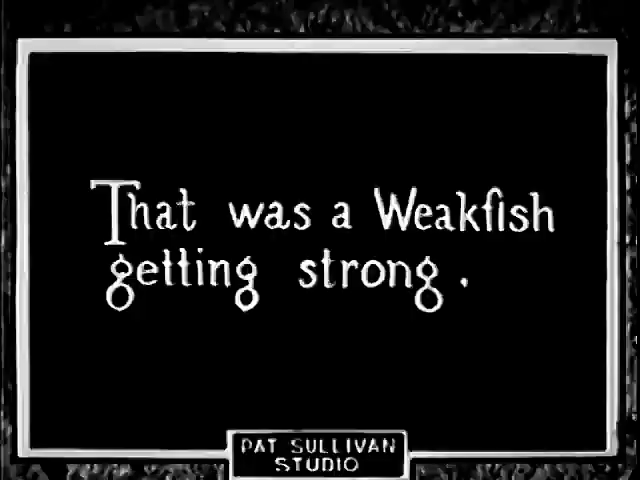 That was a Weakfish
getting strong.
PAT SULLIVAN
STUDIO